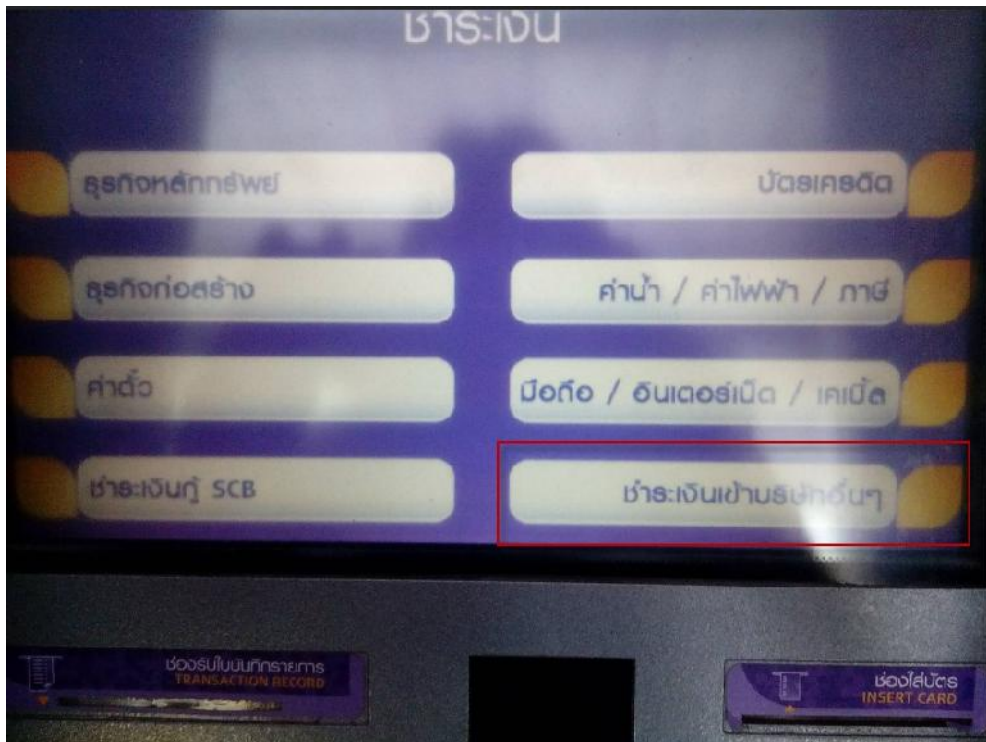 ชำระเงิน
ธุรกิจหลักทรัพย์
บัตรเครดิต
ธุรกิจก่อสร้าง
ค่าน้ำ / ค่าไฟฟ้า / ภาษี
ค่าตั๋ว
มือถือ / อินเตอร์เน็ต / เคเบิ้ล
ชำระเงินกู้ SCB
ชำระเงินเข้าบริษัทอื่นๆ
ช่องรับใบบันทึกรายการ
TRANSACTION RECORD
ช่องใส่บัตร
INSERT CARD